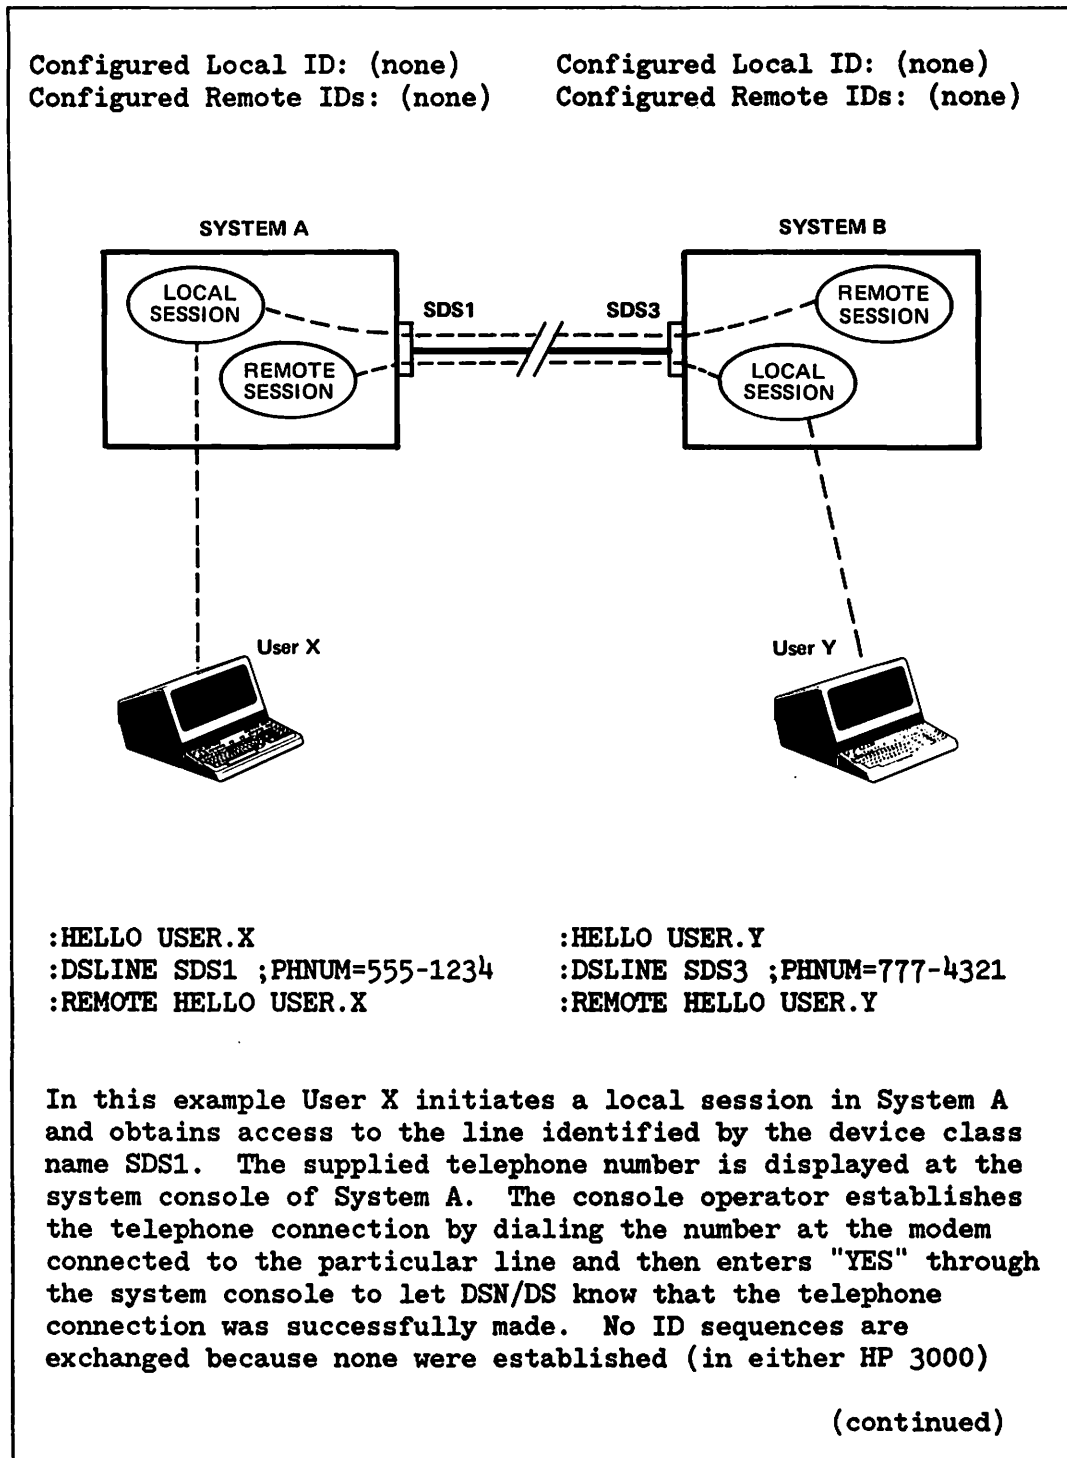 Configured Local ID: (none)
Configured Remote IDs: (none)
Configured Local ID: (none)
Configured Remote IDs: (none)
SYSTEM A
SYSTEM B
LOCAL
SESSION
REMOTE
SESSION
SDS1
SDS3
REMOTE
SESSION
LOCAL
SESSION
User X
User Y
:HELLO USER.X
:DSLINE SDS1 ;PHNUM=555-1234
:REMOTE HELLO USER.X
:HELLO USER.Y
:DSLINE SDS3 ;PHNUM=777-4321
:REMOTE HELLO USER.Y
In this example User X initiates a local session in System A
and obtains access to the line identified by the device class
name SDS1. The supplied telephone number is displayed at the
system console of System A. The console operator establishes
the telephone connection by dialing the number at the modem
connected to the particular line and then enters "YES" through
the system console to let DSN/DS know that the telephone
connection was successfully made. No ID sequences are
exchanged because none were established (in either HP 3000)
(continued)